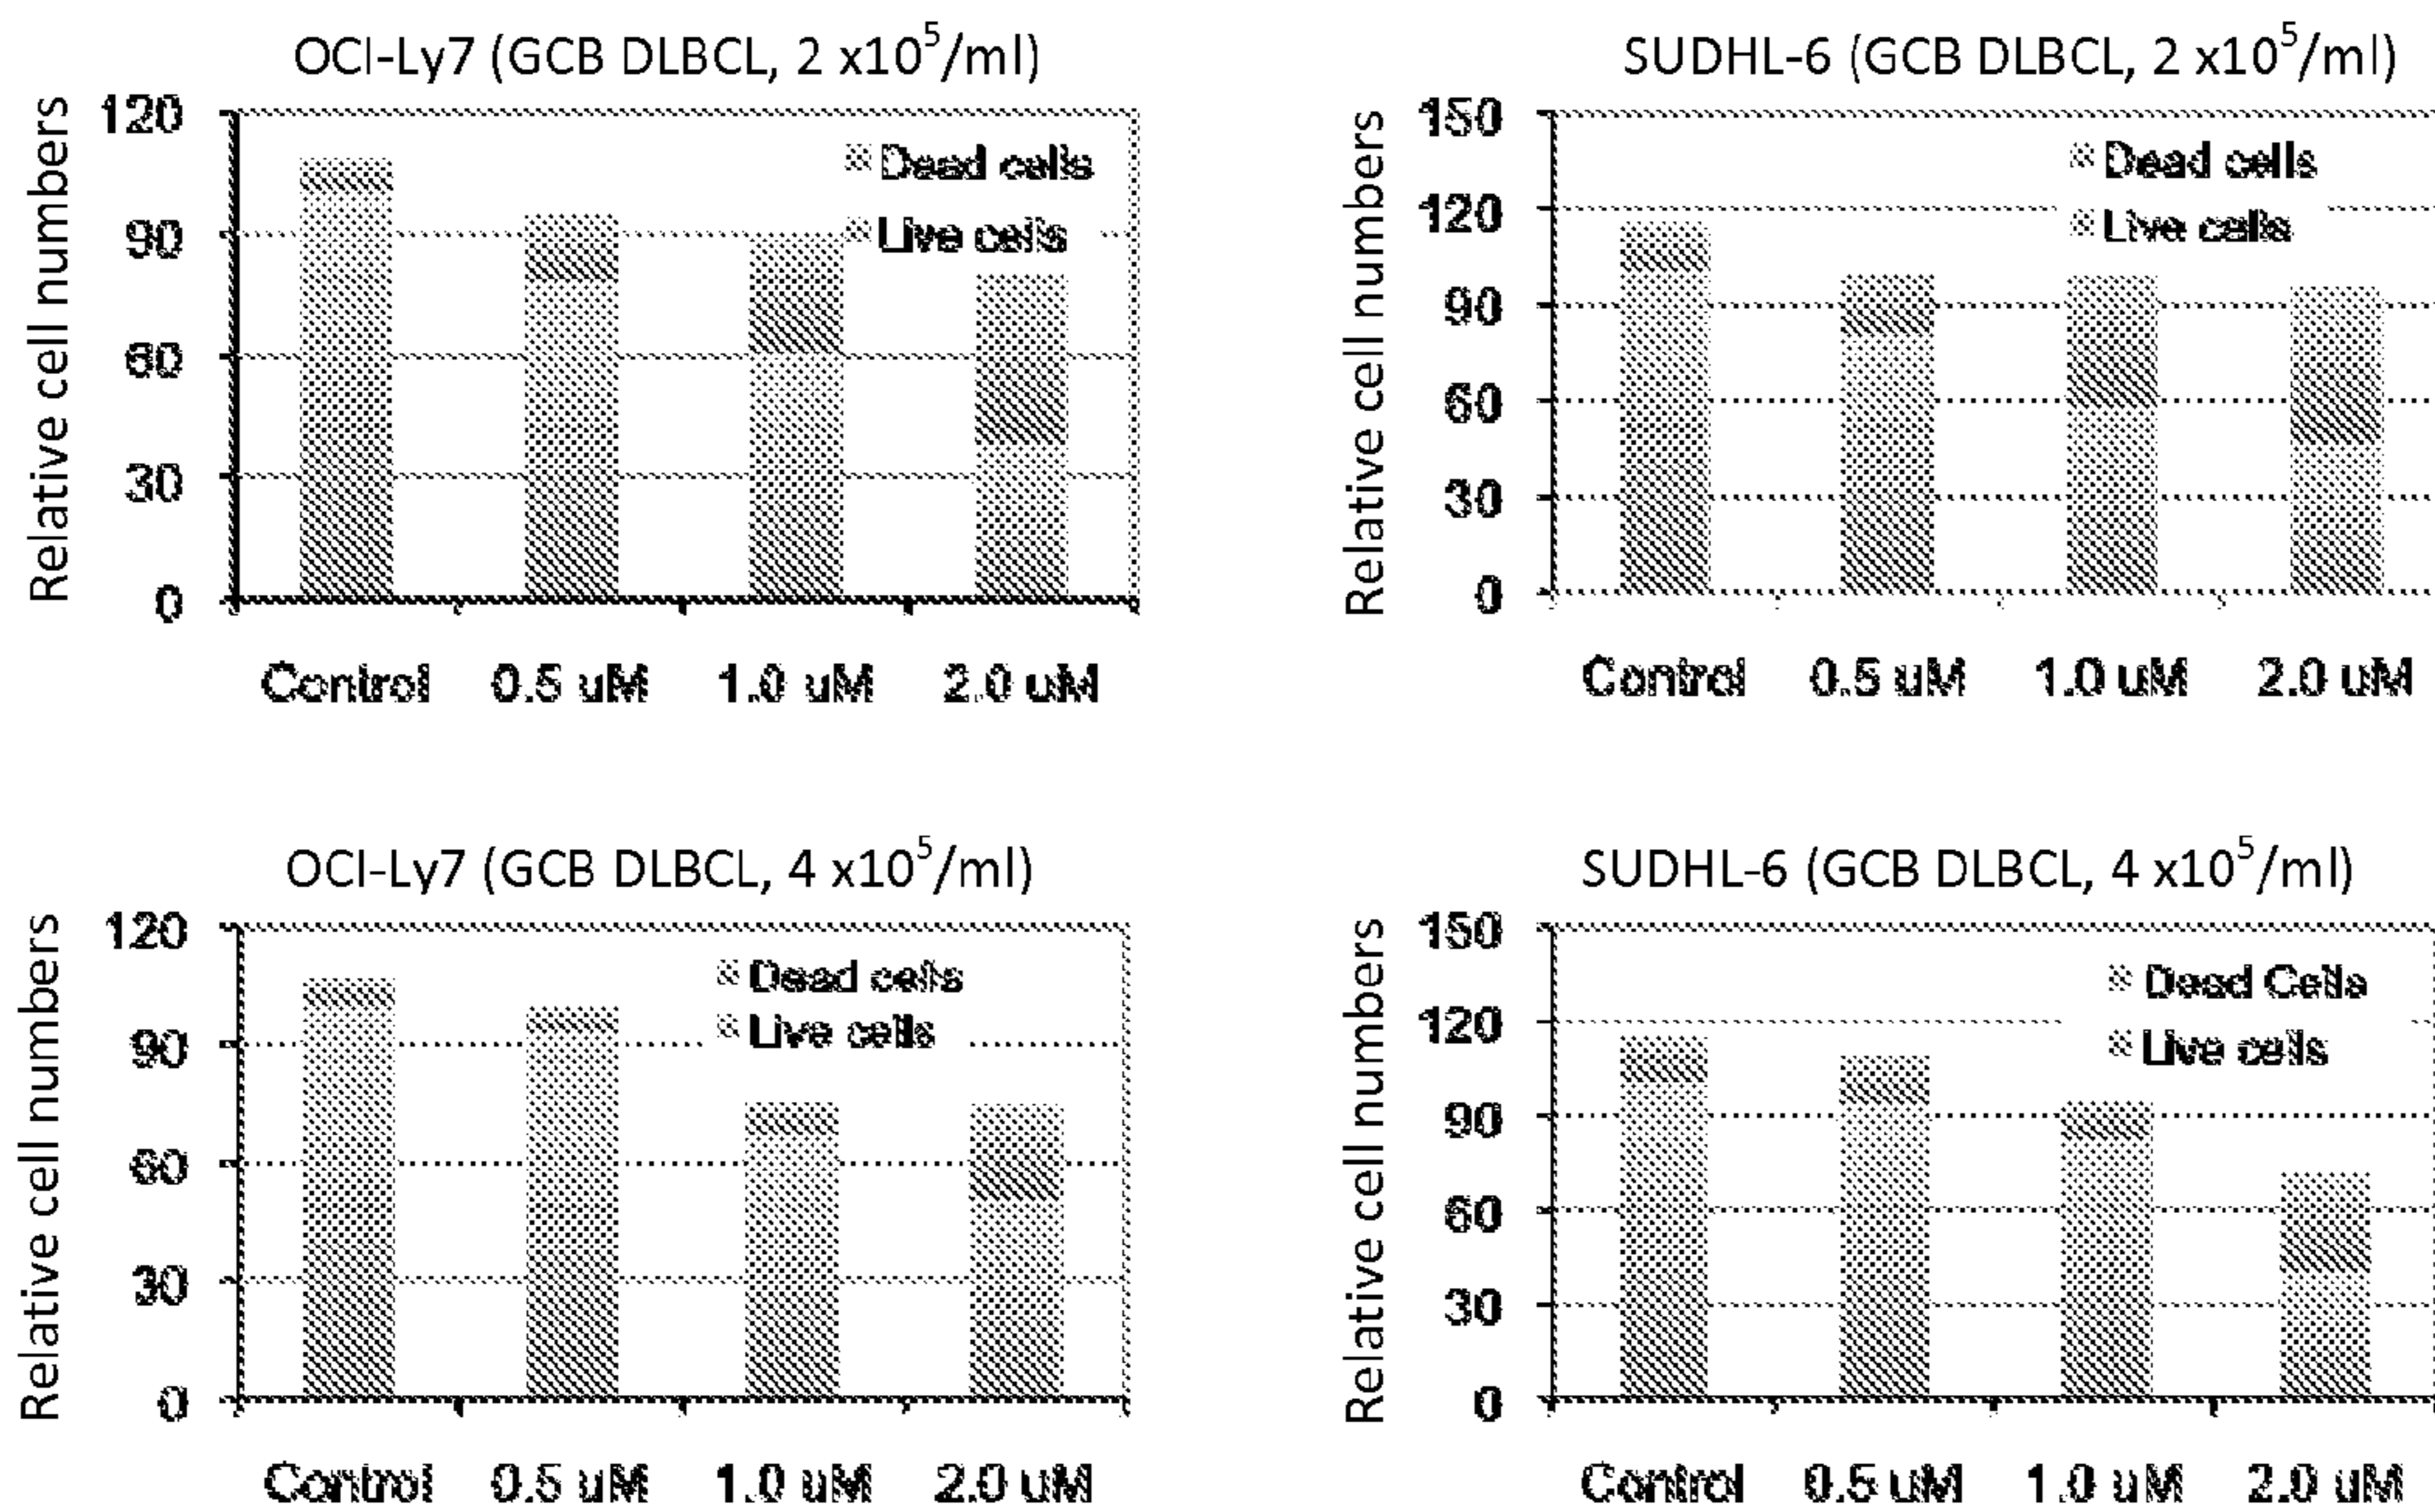 OCI-Ly7 (GCB DLBCL, 2 x10⁵/ml)
Relative cell numbers
120
90
60
30
0
Dead cells
Live cells
Control 0.5 uM 1.0 uM 2.0 uM
SUDHL-6 (GCB DLBCL, 2 x10⁵/ml)
Relative cell numbers
150
120
90
60
30
0
Dead cells
Live cells
Control 0.5 uM 1.0 uM 2.0 uM
OCI-Ly7 (GCB DLBCL, 4 x10⁵/ml)
Relative cell numbers
120
90
60
30
0
Dead cells
Live cells
Control 0.5 uM 1.0 uM 2.0 uM
SUDHL-6 (GCB DLBCL, 4 x10⁵/ml)
Relative cell numbers
150
120
90
60
30
0
Dead Cells
Live cells
Control 0.5 uM 1.0 uM 2.0 uM